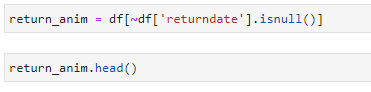 return_anim = df[~df['returndate'].isnull()]
return_anim.head()